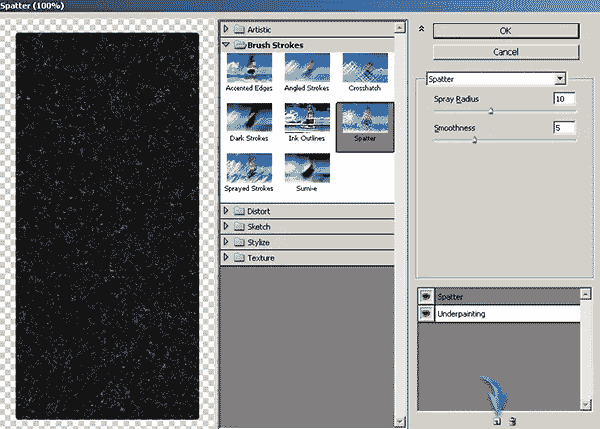 Spatter (100%)
Artistic
Brush Strokes
Accented Edges
Angled Strokes
Crosshatch
Dark Strokes
Ink Outlines
Spatter
Sprayed Strokes
Sumi-e
Distort
Sketch
Stylize
Texture
OK
Cancel
Spatter
Spray Radius 10
Smoothness 5
Spatter
Underpainting